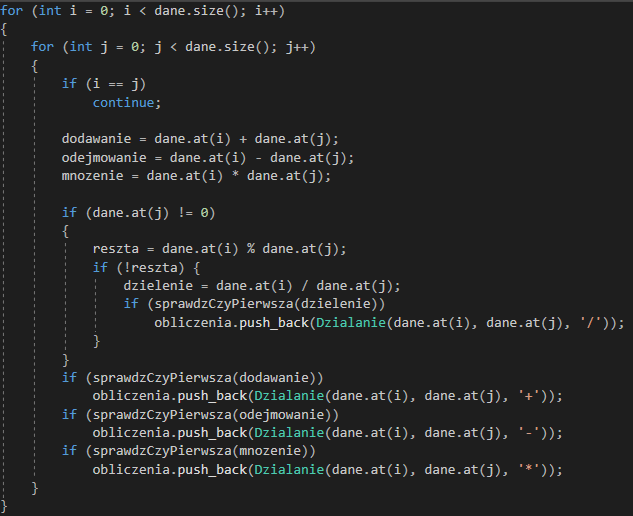 for (int i = 0; i < dane.size(); i++)
{
    for (int j = 0; j < dane.size(); j++)
    {
        if (i == j)
            continue;

        dodawanie = dane.at(i) + dane.at(j);
        odejmowanie = dane.at(i) - dane.at(j);
        mnozenie = dane.at(i) * dane.at(j);

        if (dane.at(j) != 0)
        {
            reszta = dane.at(i) % dane.at(j);
            if (!reszta) {
                dzielenie = dane.at(i) / dane.at(j);
                if (sprawdzCzyPierwsza(dzielenie))
                    obliczenia.push_back(Dzialanie(dane.at(i), dane.at(j), '/'));
            }
        }
        if (sprawdzCzyPierwsza(dodawanie))
            obliczenia.push_back(Dzialanie(dane.at(i), dane.at(j), '+'));
        if (sprawdzCzyPierwsza(odejmowanie))
            obliczenia.push_back(Dzialanie(dane.at(i), dane.at(j), '-'));
        if (sprawdzCzyPierwsza(mnozenie))
            obliczenia.push_back(Dzialanie(dane.at(i), dane.at(j), '*'));
    }
}